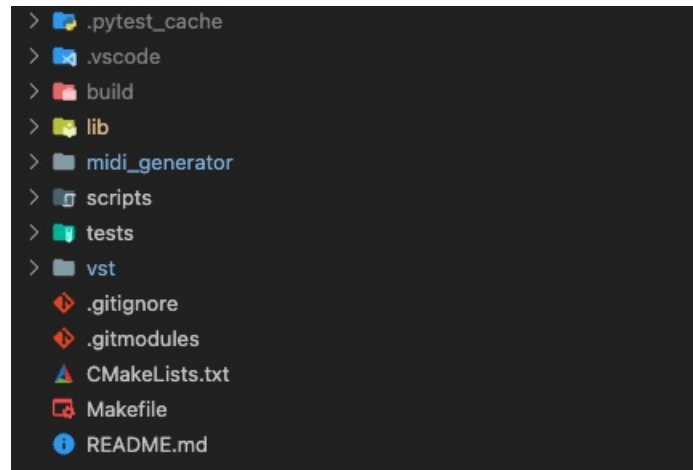 .pytest_cache
.vscode
build
lib
midi_generator
scripts
tests
vst
.gitignore
.gitmodules
CMakeLists.txt
Makefile
README.md